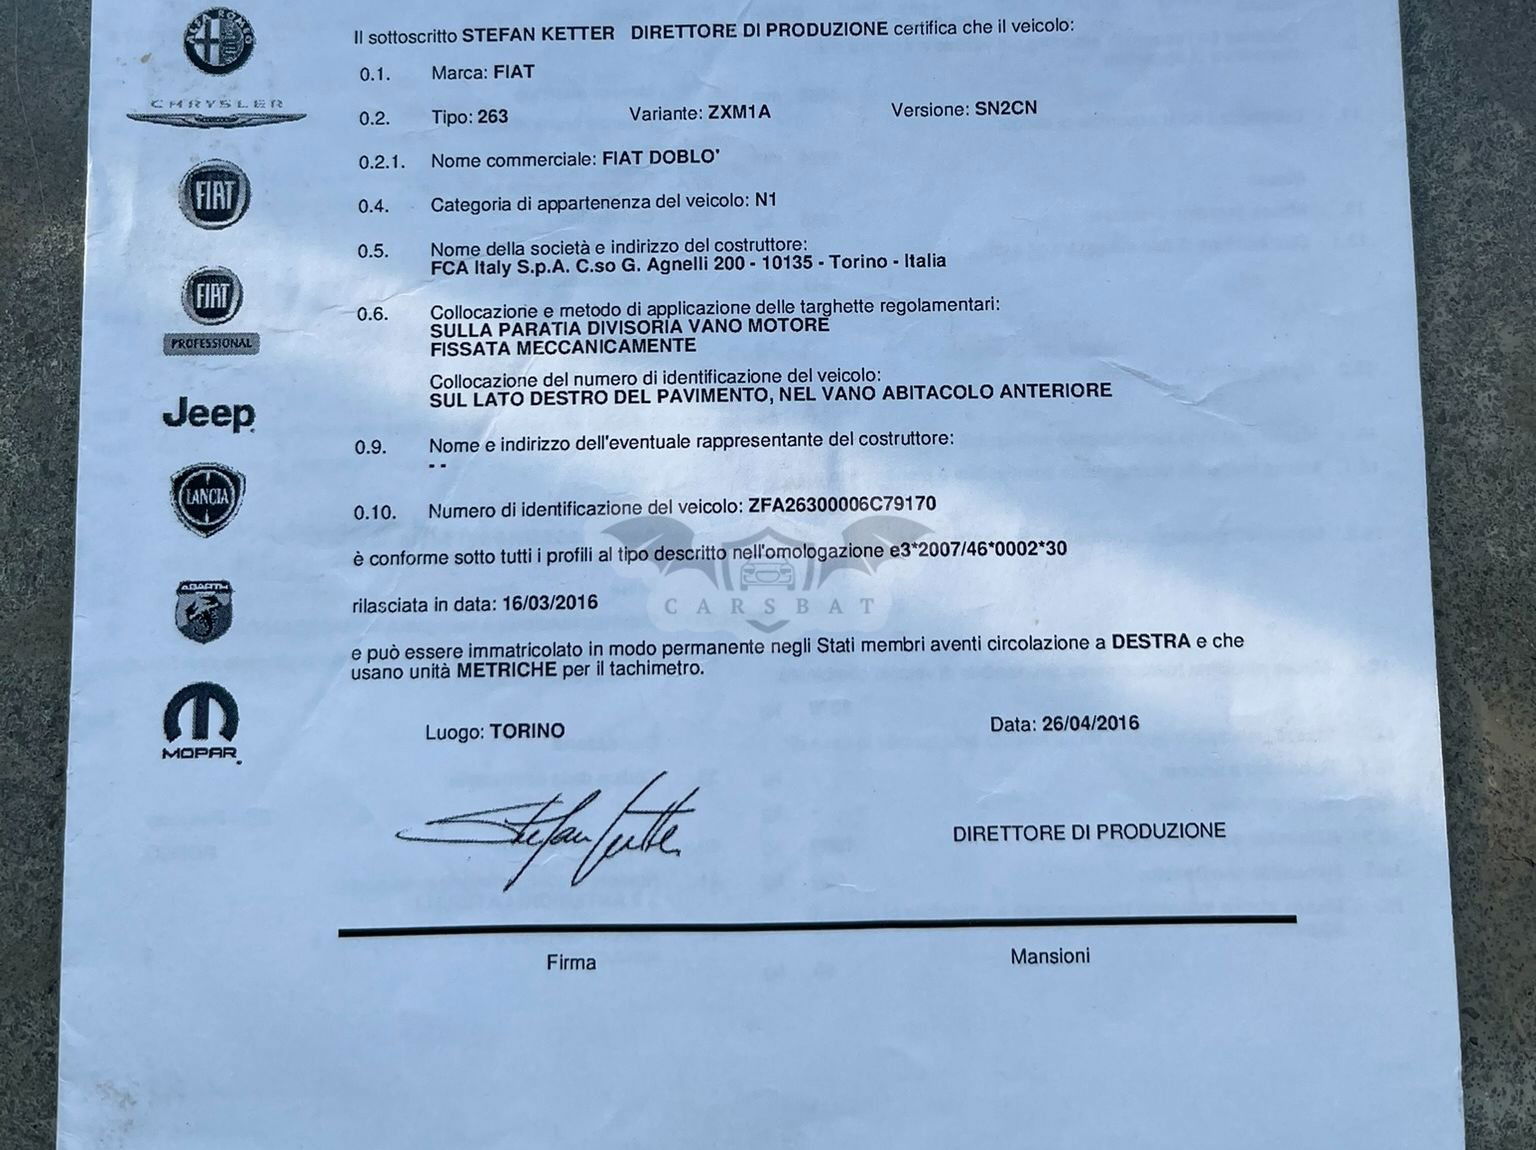 Il sottoscritto STEFAN KETTER DIRETTORE DI PRODUZIONE certifica che il veicolo:
0.1. Marca: FIAT
0.2. Tipo: 263 Variante: ZXM1A Versione: SN2CN
0.2.1. Nome commerciale: FIAT DOBLO'
0.4. Categoria di appartenenza del veicolo: N1
0.5. Nome della società e indirizzo del costruttore:
FCA Italy S.p.A. C.so G. Agnelli 200 - 10135 - Torino - Italia
0.6. Collocazione e metodo di applicazione delle targhette regolamentari:
SULLA PARATIA DIVISORIA VANO MOTORE
FISSATA MECCANICAMENTE
Collocazione del numero di identificazione del veicolo:
SUL LATO DESTRO DEL PAVIMENTO, NEL VANO ABITACOLO ANTERIORE
0.9. Nome e indirizzo dell'eventuale rappresentante del costruttore:
- -
0.10. Numero di identificazione del veicolo: ZFA26300006C79170
è conforme sotto tutti i profili al tipo descritto nell'omologazione e3*2007/46*0002*30
rilasciata in data: 16/03/2016
e può essere immatricolato in modo permanente negli Stati membri aventi circolazione a DESTRA e che
usano unità METRICHE per il tachimetro.
Luogo: TORINO Data: 26/04/2016
Stefan Ketter
DIRETTORE DI PRODUZIONE
Firma Mansioni
ALFA ROMEO
CHRYSLER
FIAT
FIAT
PROFESSIONAL
Jeep
LANCIA
ABARTH
MOPAR
CARSBAT